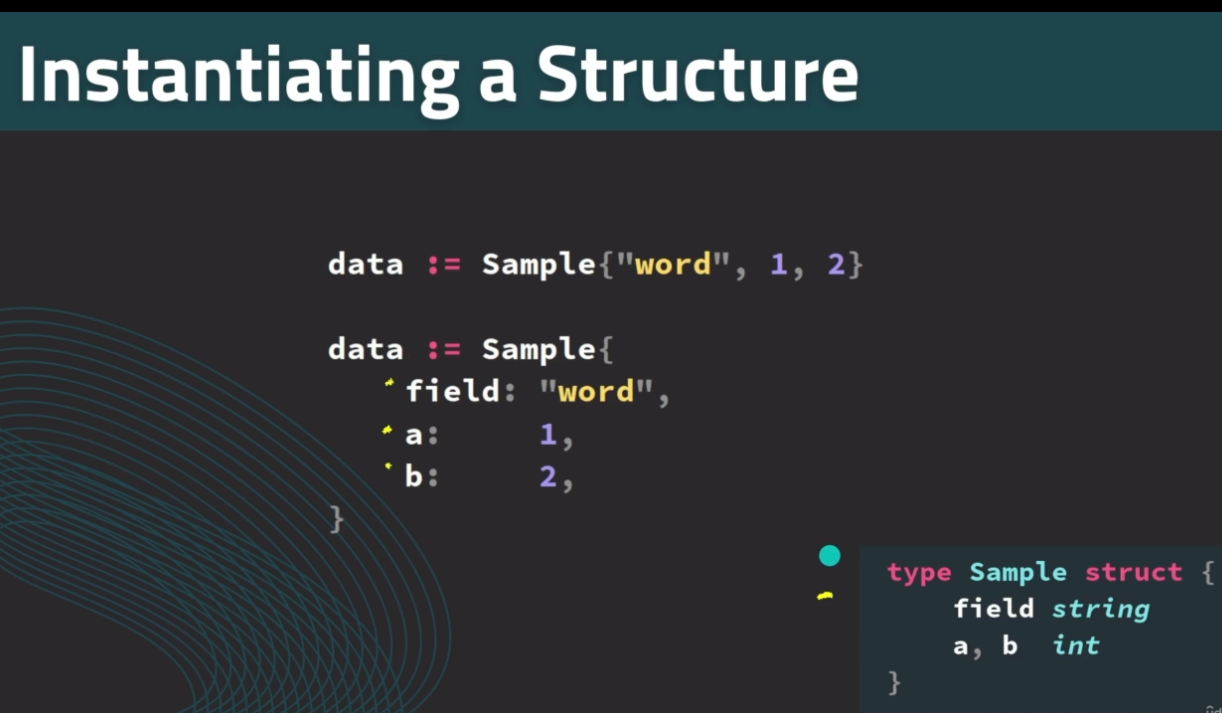 Instantiating a Structure
data := Sample{"word", 1, 2}
data := Sample{
field: "word",
a: 1,
b: 2,
}
type Sample struct {
field string
a, b int
}